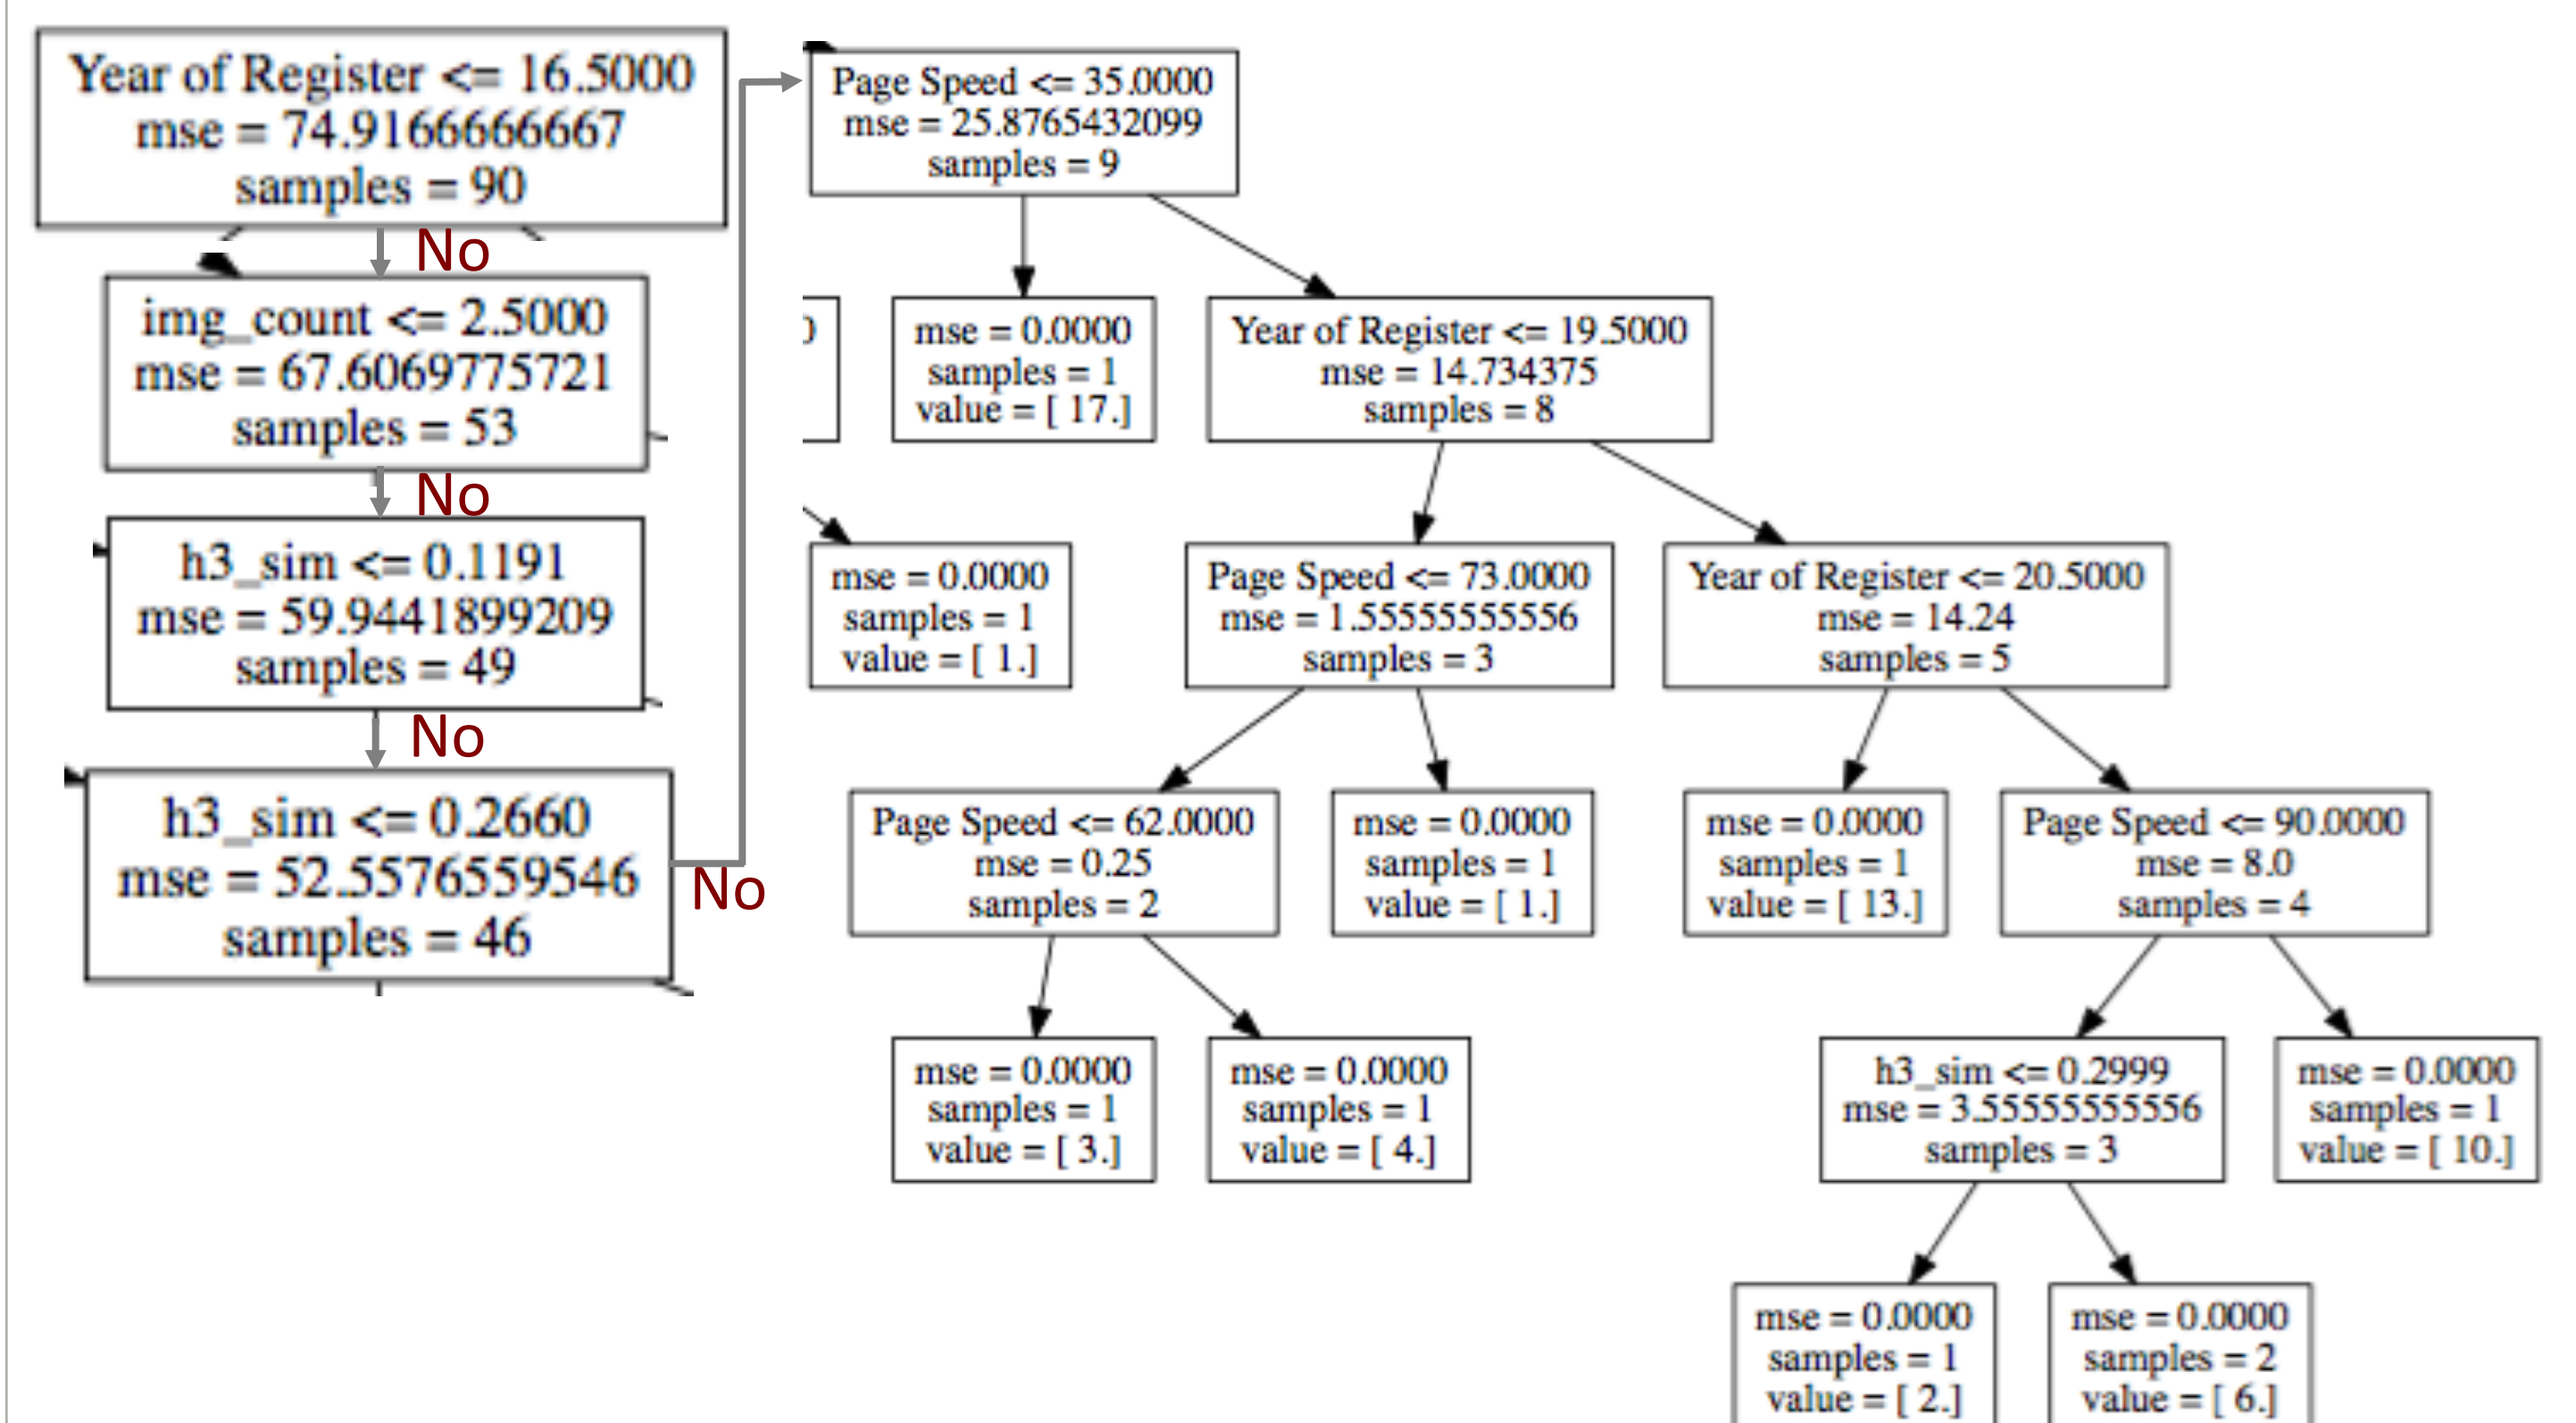 Year of Register <= 16.5000
mse = 74.9166666667
samples = 90
No
img_count <= 2.5000
mse = 67.6069775721
samples = 53
No
h3_sim <= 0.1191
mse = 59.9441899209
samples = 49
No
h3_sim <= 0.2660
mse = 52.5576559546
samples = 46
No
Page Speed <= 35.0000
mse = 25.8765432099
samples = 9
0
mse = 0.0000
samples = 1
value = [ 17.]
Year of Register <= 19.5000
mse = 14.734375
samples = 8
mse = 0.0000
samples = 1
value = [ 1.]
Page Speed <= 73.0000
mse = 1.55555555556
samples = 3
Year of Register <= 20.5000
mse = 14.24
samples = 5
Page Speed <= 62.0000
mse = 0.25
samples = 2
mse = 0.0000
samples = 1
value = [ 1.]
mse = 0.0000
samples = 1
value = [ 13.]
Page Speed <= 90.0000
mse = 8.0
samples = 4
mse = 0.0000
samples = 1
value = [ 3.]
mse = 0.0000
samples = 1
value = [ 4.]
h3_sim <= 0.2999
mse = 3.55555555556
samples = 3
mse = 0.0000
samples = 1
value = [ 10.]
mse = 0.0000
samples = 1
value = [ 2.]
mse = 0.0000
samples = 2
value = [ 6.]